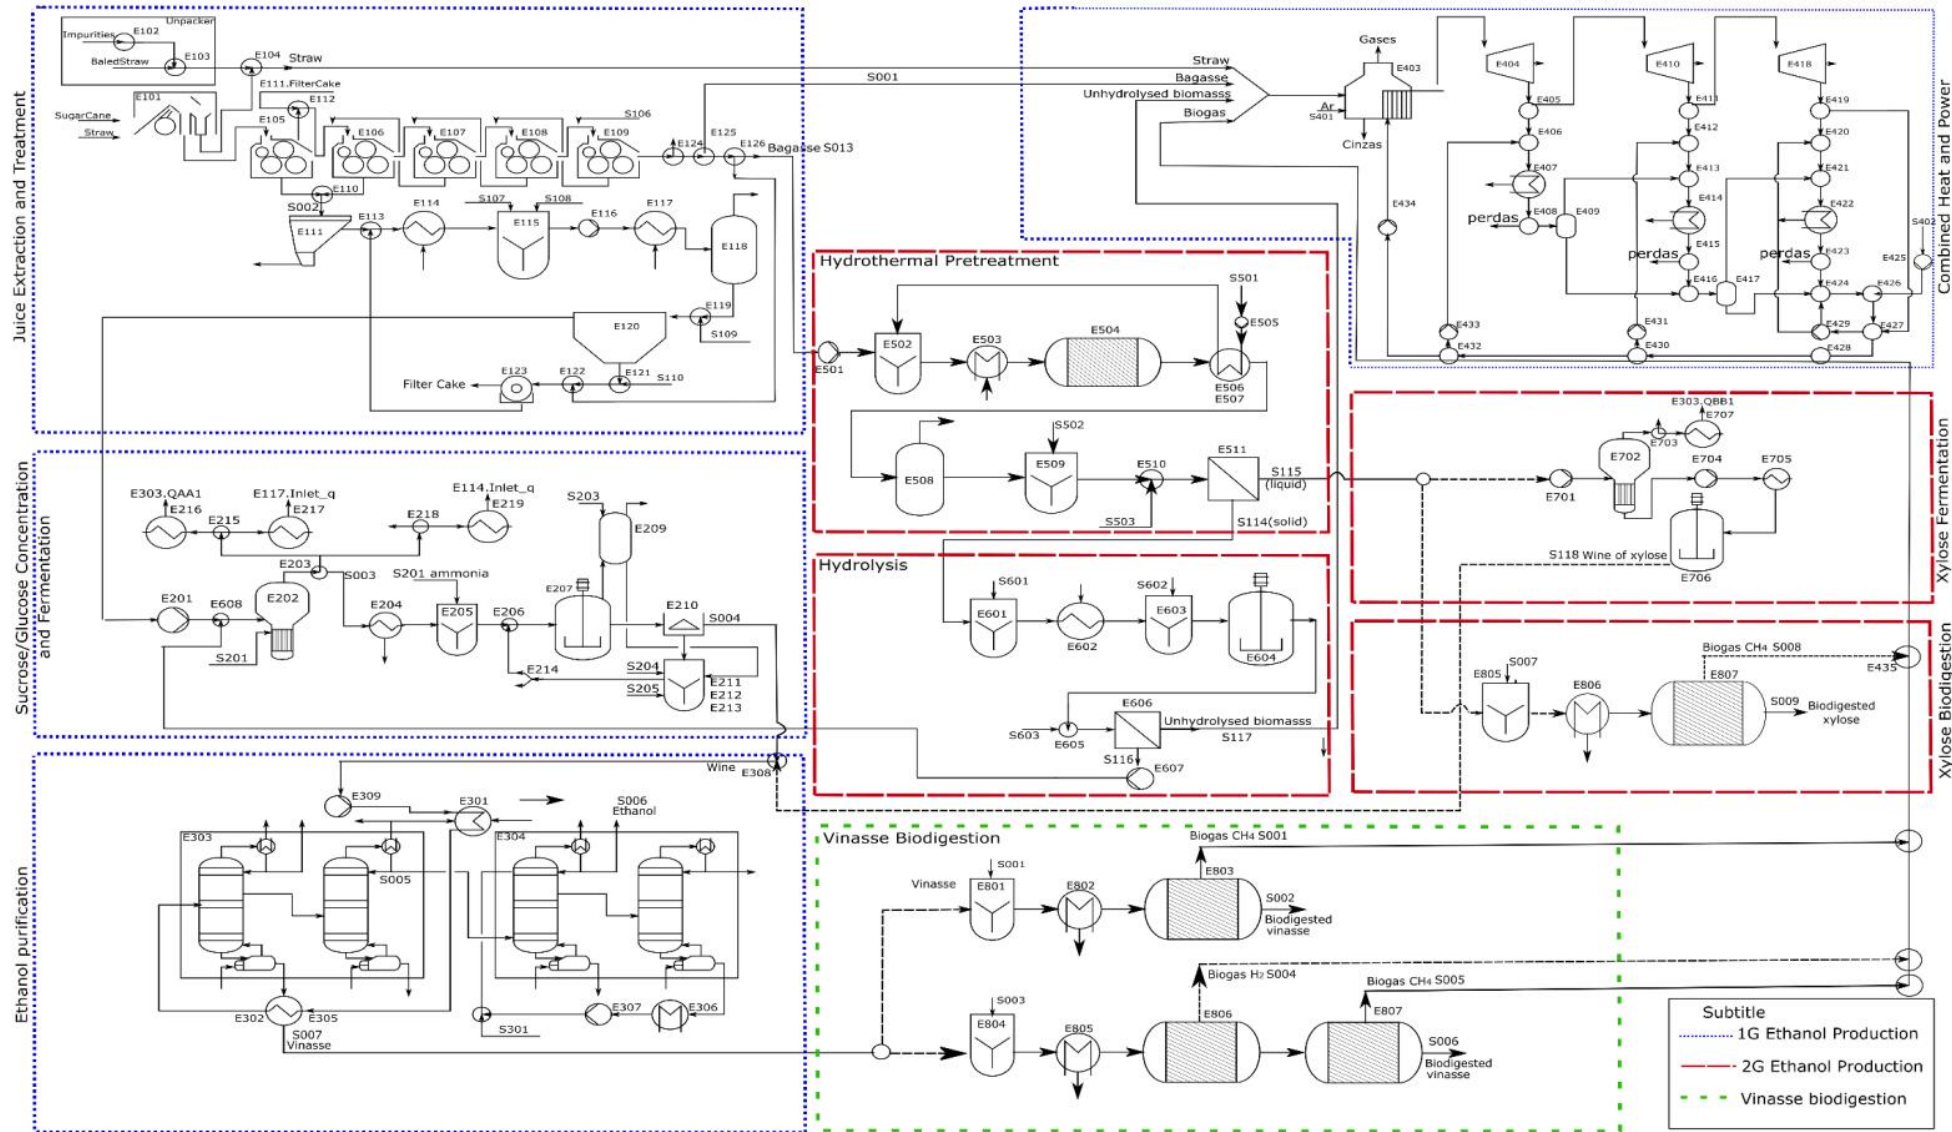 Juice Extraction and Treatment
Unpacker
Impurities
E102
BaledStraw
E103
E104
Straw
E101
SugarCane
Straw
E111.FilterCake
E112
E105
E106
E107
E108
S106
E109
E124
E125
E126
Bagasse S013
S001
E110
S002
E111
E113
E114
S107
S108
E115
E116
E117
E118
E119
S109
E120
E121
S110
E122
E123
Filter Cake
Combined Heat and Power
Straw
Bagasse
Unhydrolysed biomasss
Biogas
Gases
E403
Ar
S401
Cinzas
E404
E405
E406
E407
perdas
E408
E409
E434
E410
E411
E412
E413
E414
E415
perdas
E416
E417
E418
E419
E420
E421
E422
E423
perdas
E424
S402
E425
E426
E427
E428
E429
E430
E431
E432
E433
Hydrothermal Pretreatment
S501
E505
E501
E502
E503
E504
E506
E507
E508
S502
E509
E510
S503
E511
S115
(liquid)
S114(solid)
Xylose Fermentation
E303.QBB1
E707
E703
E702
E701
E704
E705
E706
S118 Wine of xylose
Sucrose/Glucose Concentration
and Fermentation
E303.QAA1
E216
E215
E117.Inlet_q
E217
E114.Inlet_q
E219
E218
S203
E209
E203
S003
S201 ammonia
E201
E608
E202
S201
E204
E205
E206
E207
E210
S004
E214
S204
S205
E211
E212
E213
Hydrolysis
S601
E601
E602
S602
E603
E604
S603
E605
E606
Unhydrolysed biomasss
S117
S116
E607
Xylose Biodigestion
S007
E805
E806
Biogas CH4 S008
E807
E435
S009
Biodigested
xylose
Ethanol purification
Wine
E308
E309
E301
S006
Ethanol
E303
S005
E304
E302
E305
S007
Vinasse
S301
E307
E306
Vinasse Biodigestion
Vinasse
S001
E801
E802
Biogas CH4 S001
E803
S002
Biodigested
vinasse
S003
E804
E805
Biogas H2 S004
E806
Biogas CH4 S005
E807
S006
Biodigested
vinasse
Subtitle
1G Ethanol Production
2G Ethanol Production
Vinasse biodigestion